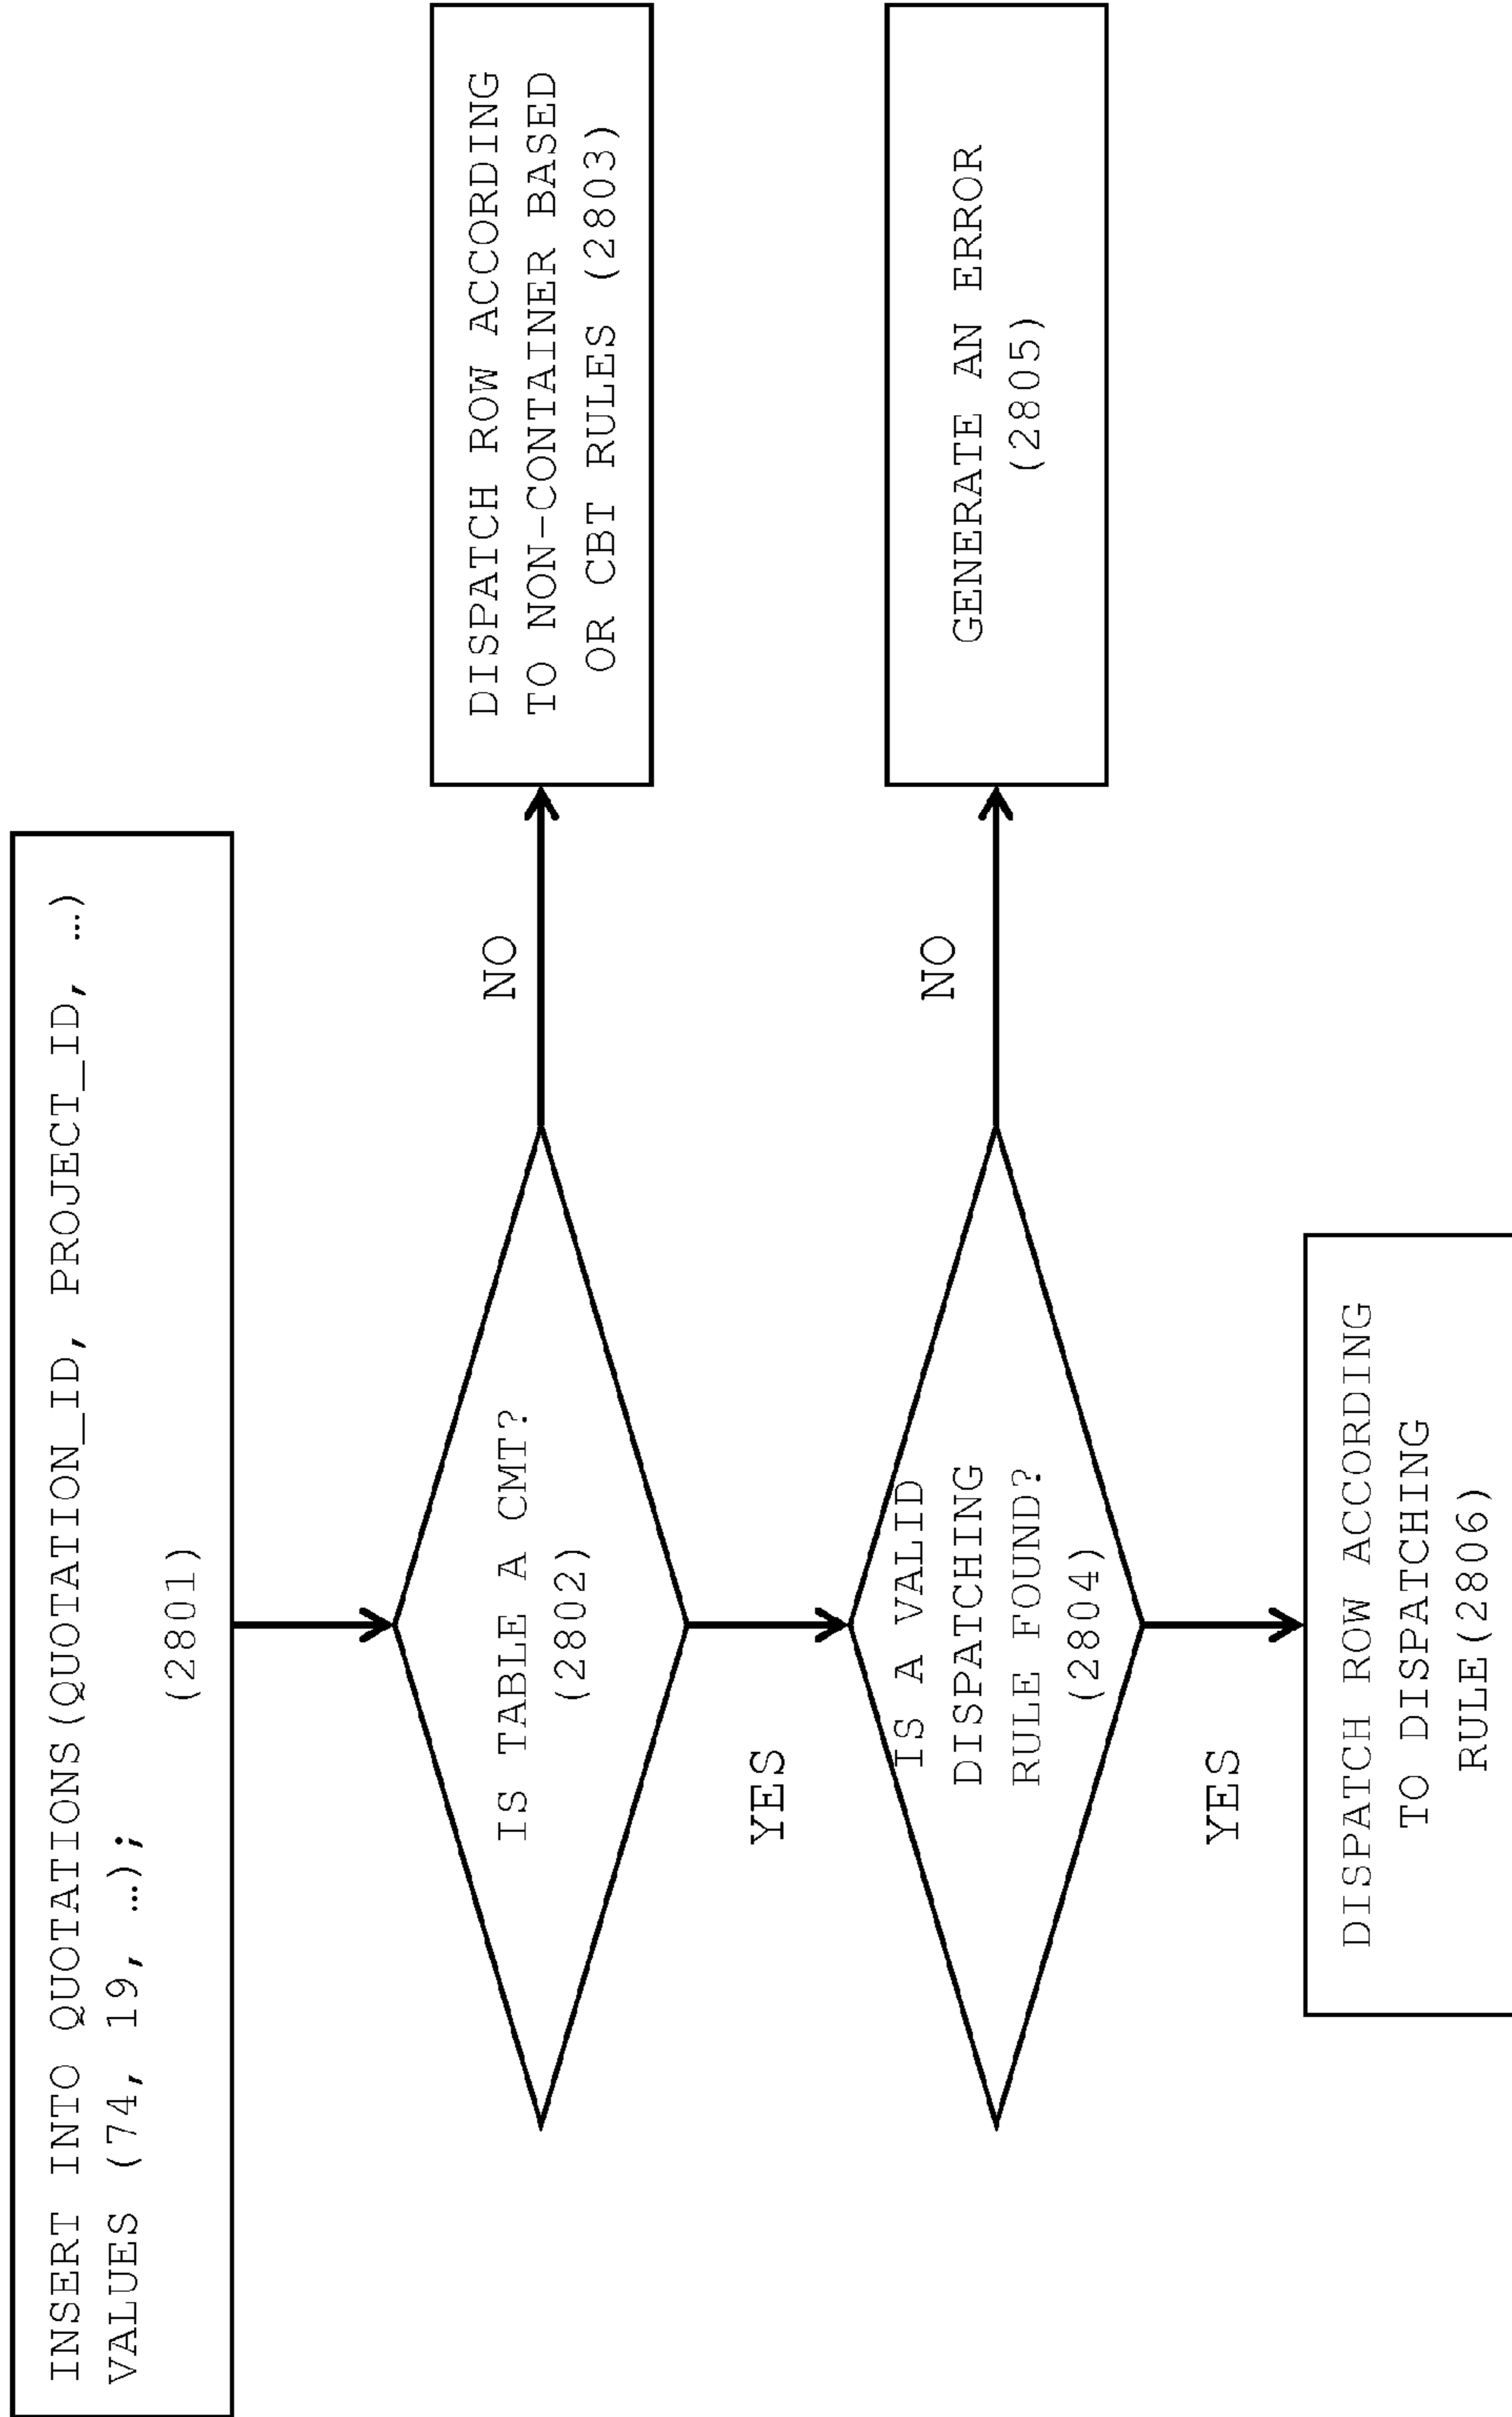 INSERT INTO QUOTATIONS(QUOTATION_ID, PROJECT_ID, …)
VALUES (74, 19, …);
(2801)
IS TABLE A CMT?
(2802)
NO
DISPATCH ROW ACCORDING
TO NON-CONTAINER BASED
OR CBT RULES (2803)
YES
IS A VALID
DISPATCHING
RULE FOUND?
(2804)
NO
GENERATE AN ERROR
(2805)
YES
DISPATCH ROW ACCORDING
TO DISPATCHING
RULE(2806)